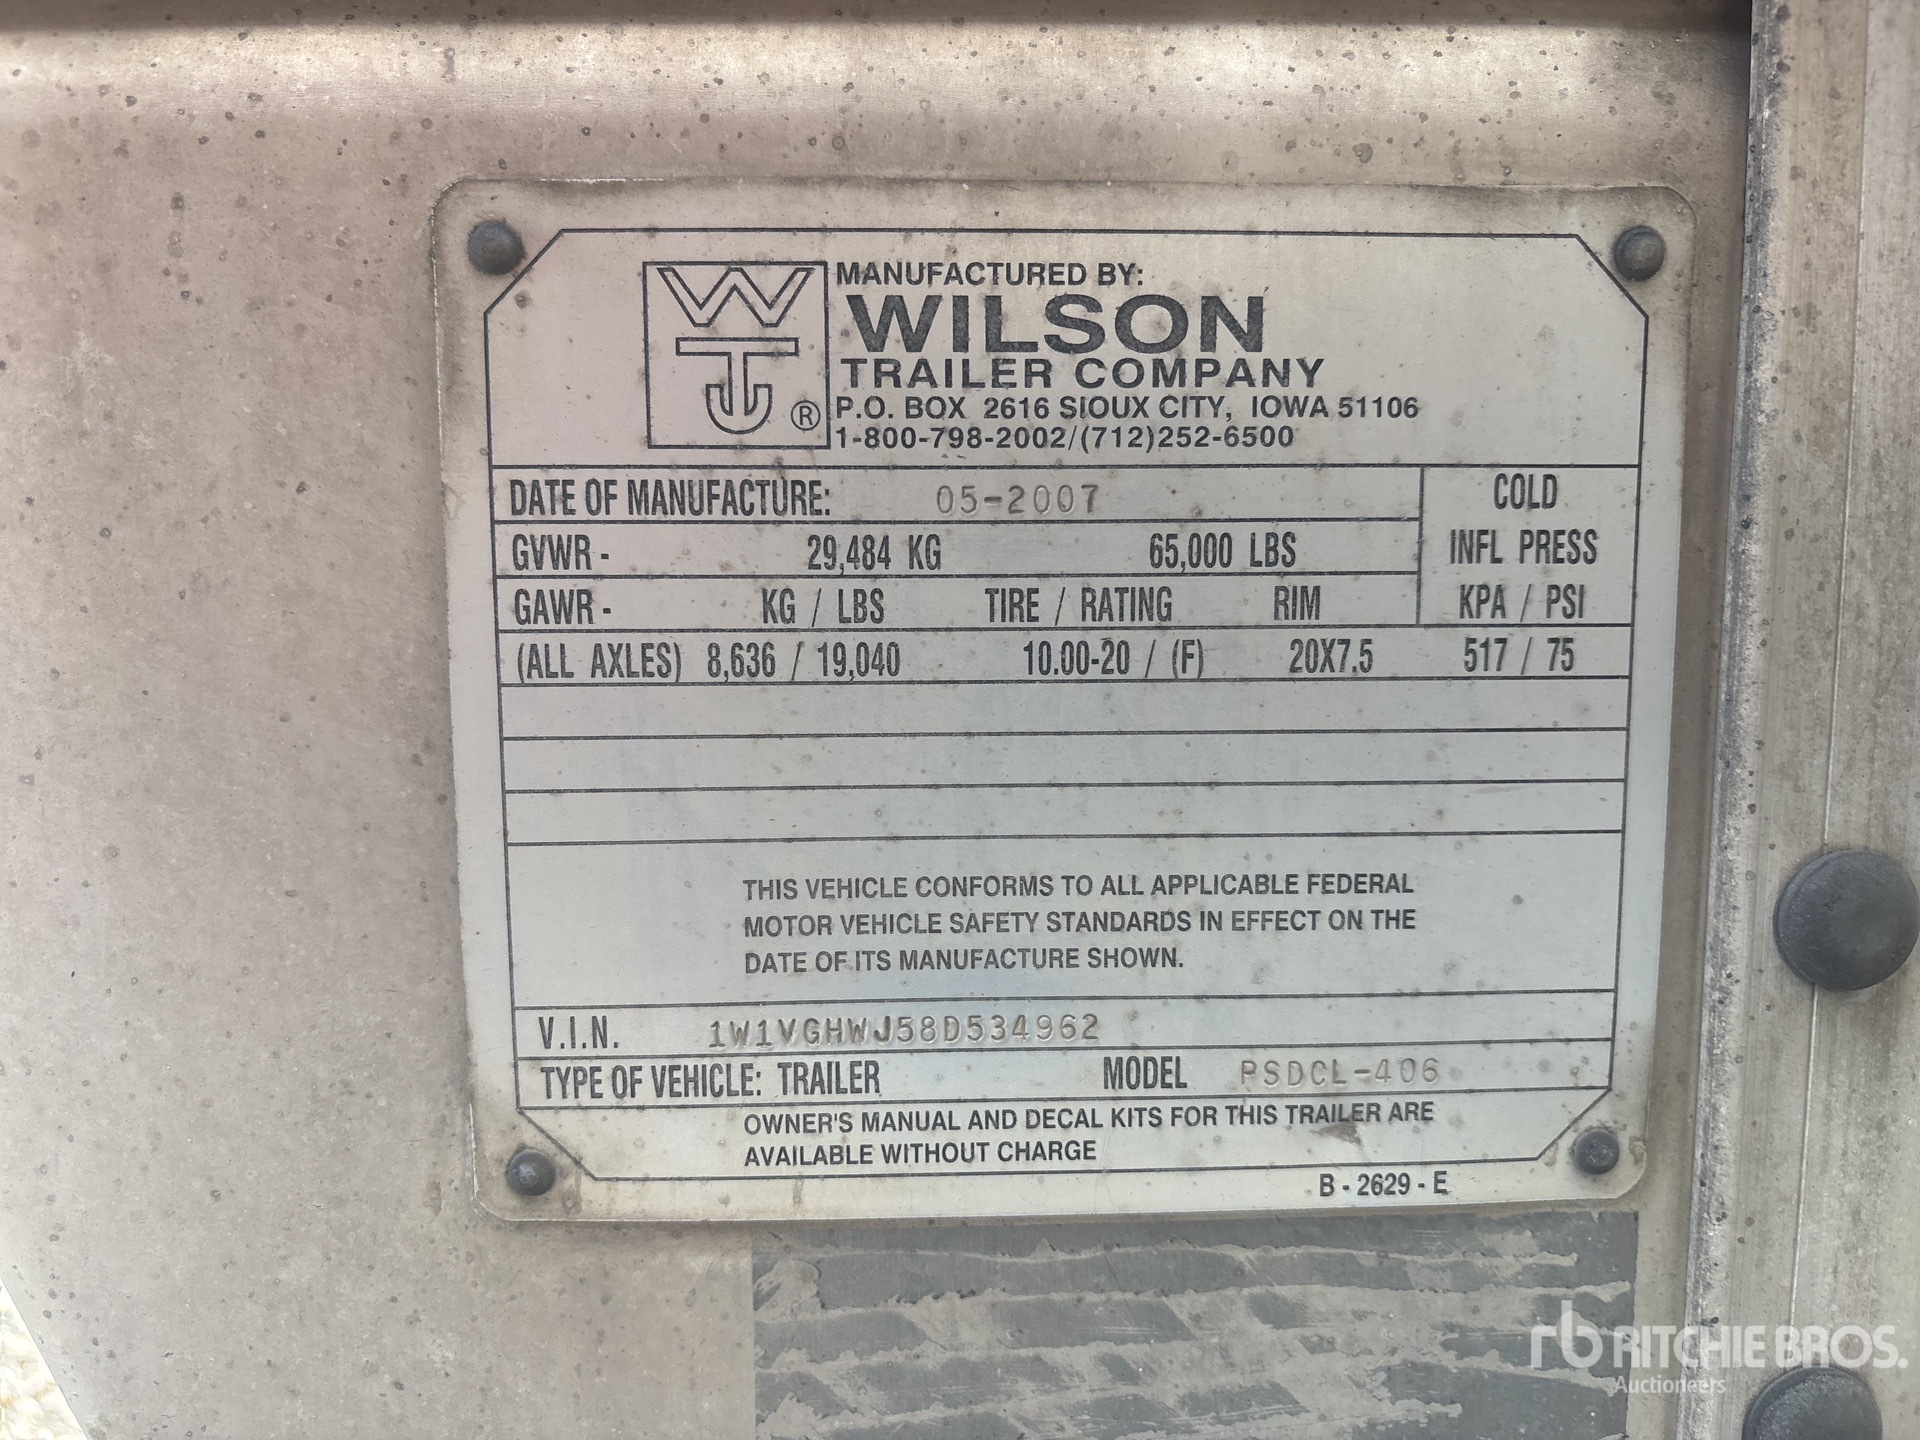 WTJ ®
MANUFACTURED BY:
WILSON
TRAILER COMPANY
P.O. BOX 2616 SIOUX CITY, IOWA 51106
1-800-798-2002/(712)252-6500
DATE OF MANUFACTURE: 05-2007
COLD
INFL PRESS
KPA / PSI
GVWR - 29,484 KG 65,000 LBS
GAWR - KG / LBS TIRE / RATING RIM
(ALL AXLES) 8,636 / 19,040 10.00-20 / (F) 20X7.5 517 / 75
THIS VEHICLE CONFORMS TO ALL APPLICABLE FEDERAL
MOTOR VEHICLE SAFETY STANDARDS IN EFFECT ON THE
DATE OF ITS MANUFACTURE SHOWN.
V.I.N. 1W1VGHWJ58D534962
TYPE OF VEHICLE: TRAILER MODEL PSDCL-406
OWNER'S MANUAL AND DECAL KITS FOR THIS TRAILER ARE
AVAILABLE WITHOUT CHARGE
B - 2629 - E
rb RITCHIE BROS.
Auctioneers